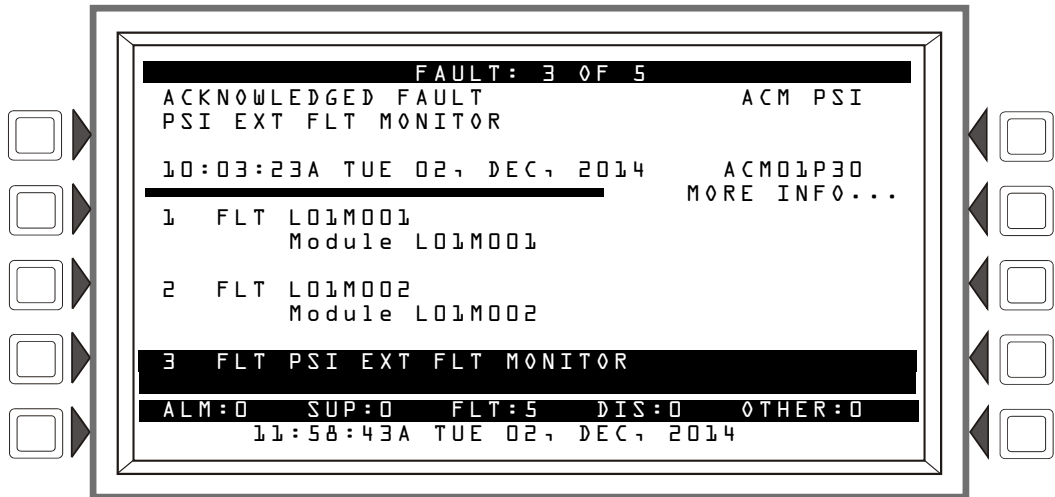 FAULT: 3 OF 5
ACKNOWLEDGED FAULT ACM PSI
PSI EXT FLT MONITOR
10:03:23A TUE 02, DEC, 2014 ACM01P30
MORE INFO...
1 FLT L01M001
Module L01M001
2 FLT L01M002
Module L01M002
3 FLT PSI EXT FLT MONITOR
ALM:0 SUP:0 FLT:5 DIS:0 OTHER:0
11:58:43A TUE 02, DEC, 2014